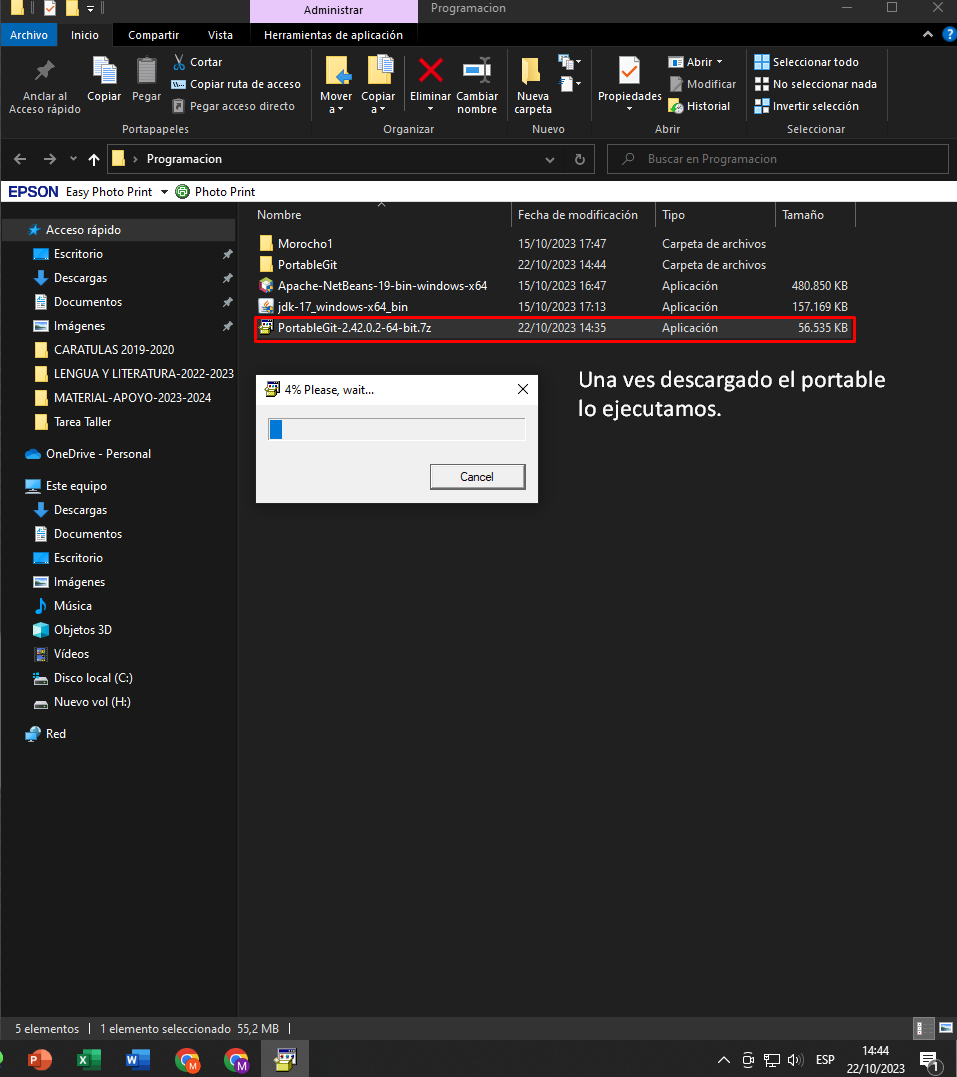 Administrar
Programacion
Archivo
Inicio
Compartir
Vista
Herramientas de aplicación
?
Anclar al
Acceso rápido
Copiar
Pegar
Cortar
Copiar ruta de acceso
Pegar acceso directo
Mover
a
Copiar
a
Eliminar
Cambiar
nombre
Nueva
carpeta
Propiedades
Abrir
Modificar
Historial
Seleccionar todo
No seleccionar nada
Invertir selección
Portapapeles
Organizar
Nuevo
Abrir
Seleccionar
Programacion
Buscar en Programacion
EPSON Easy Photo Print Photo Print
Nombre Fecha de modificación Tipo Tamaño
Morocho1 15/10/2023 17:47 Carpeta de archivos
PortableGit 22/10/2023 14:44 Carpeta de archivos
Apache-NetBeans-19-bin-windows-x64 15/10/2023 16:47 Aplicación 480.850 KB
jdk-17_windows-x64_bin 15/10/2023 17:13 Aplicación 157.169 KB
PortableGit-2.42.0.2-64-bit.7z 22/10/2023 14:35 Aplicación 56.535 KB
Acceso rápido
Escritorio
Descargas
Documentos
Imágenes
CARATULAS 2019-2020
LENGUA Y LITERATURA-2022-2023
MATERIAL-APOYO-2023-2024
Tarea Taller
OneDrive - Personal
Este equipo
Descargas
Documentos
Escritorio
Imágenes
Música
Objetos 3D
Vídeos
Disco local (C:)
Nuevo vol (H:)
Red
4% Please, wait...
Cancel
Una ves descargado el portable
lo ejecutamos.
5 elementos
1 elemento seleccionado 55,2 MB
P
X
W
M
M
ESP
14:44
22/10/2023
1